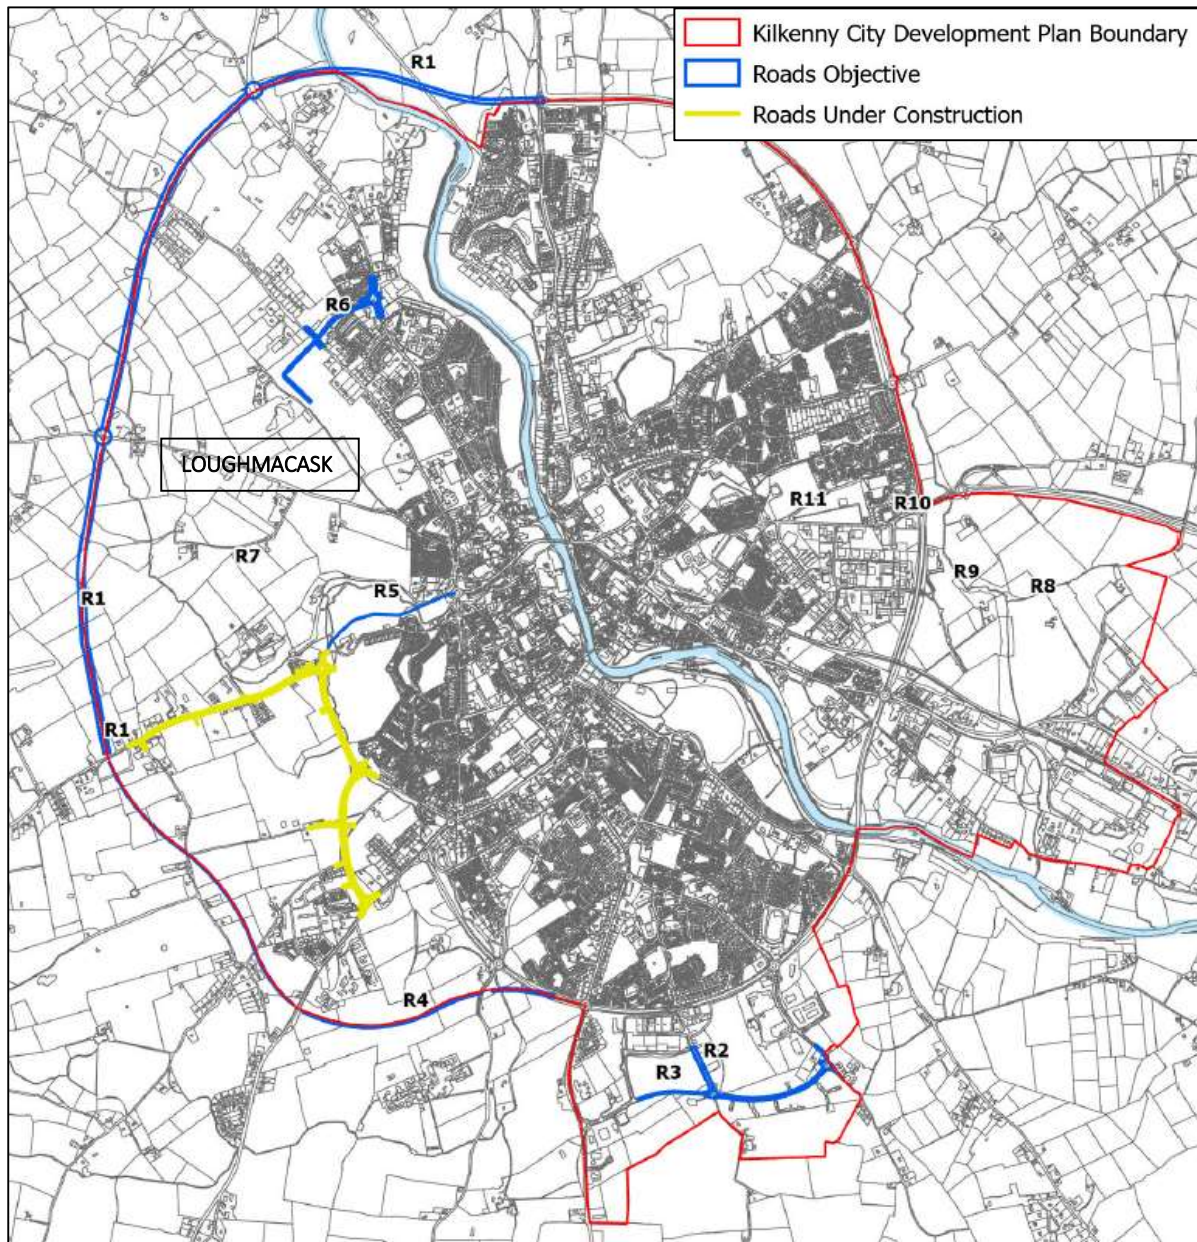 Kilkenny City Development Plan Boundary
Roads Objective
Roads Under Construction
R1
R6
LOUGHMACASK
R11
R10
R7
R9
R8
R5
R1
R1
R4
R2
R3